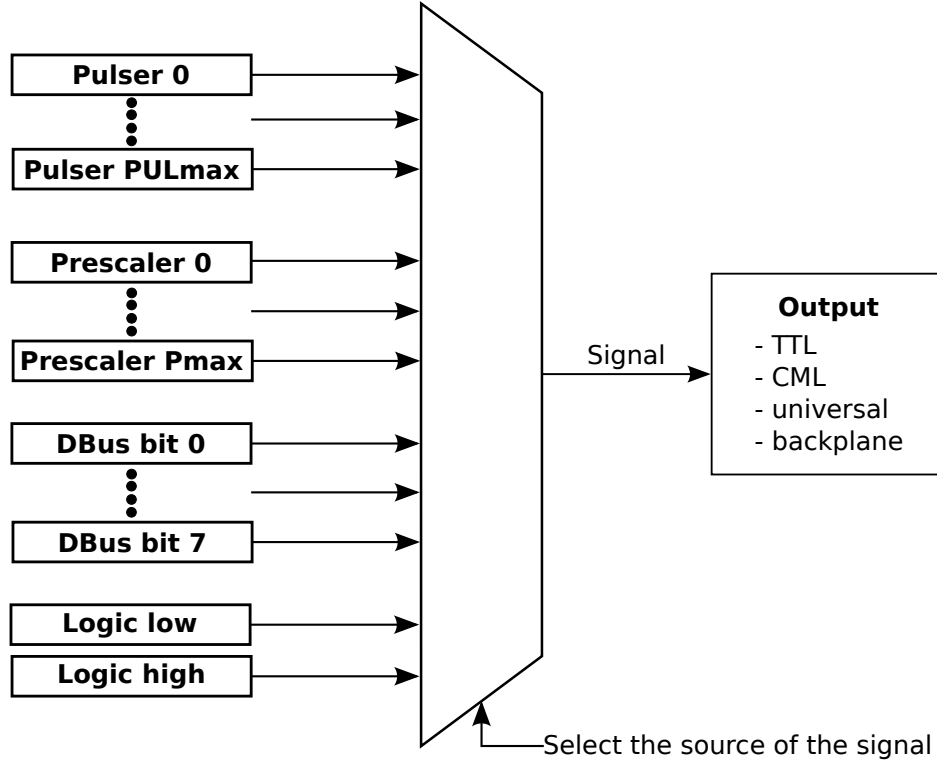 Pulser 0
Pulser PULmax
Prescaler 0
Prescaler Pmax
DBus bit 0
DBus bit 7
Logic low
Logic high
Signal
Output
- TTL
- CML
- universal
- backplane
Select the source of the signal